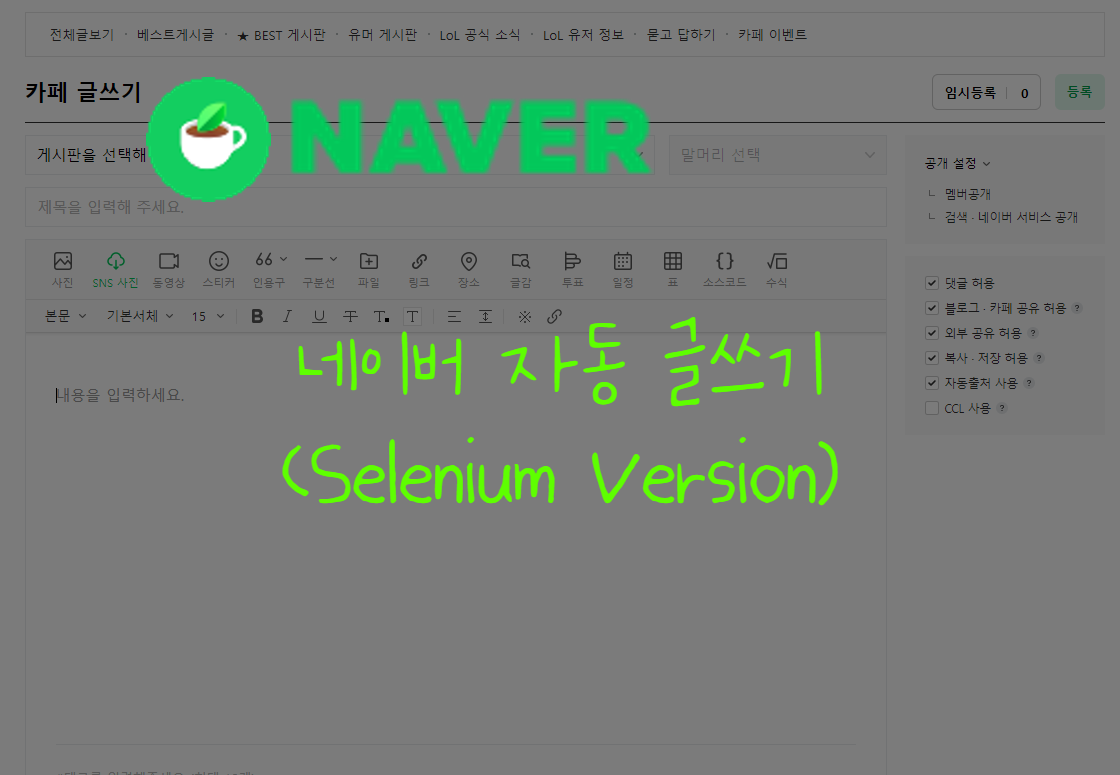 전체글보기 · 베스트게시글 · ★ BEST 게시판 · 유머 게시판 · LoL 공식 소식 · LoL 유저 정보 · 묻고 답하기 · 카페 이벤트
카페 글쓰기
임시등록 | 0
등록
NAVER
게시판을 선택해
말머리 선택
제목을 입력해 주세요.
사진 SNS 사진 동영상 스티커 인용구 구분선 파일 링크 장소 글감 투표 일정 표 소스코드 수식
본문 기본서체 15 B I U T T T
내용을 입력하세요.
네이버 자동 글쓰기
(Selenium Version)
공개 설정
멤버공개
검색 · 네이버 서비스 공개
댓글 허용
블로그 · 카페 공유 허용 ?
외부 공유 허용 ?
복사 · 저장 허용 ?
자동출처 사용 ?
CCL 사용 ?